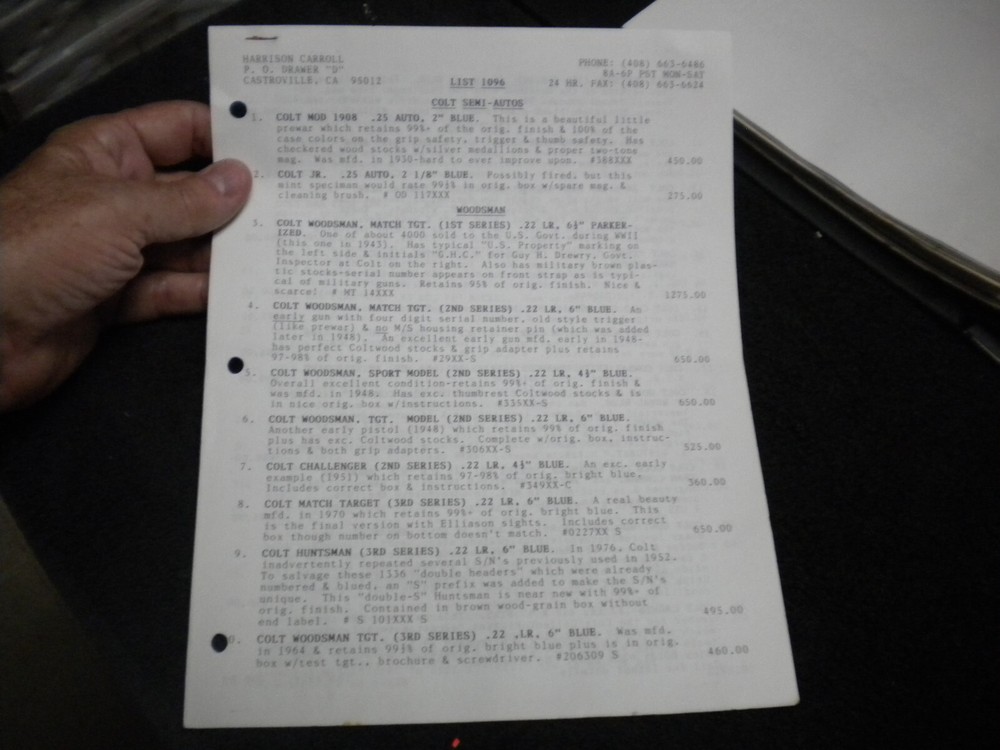 HARRISON CARROLL
P. O. DRAWER "D"
CASTROVILLE, CA 95012
LIST 1096
PHONE: (408) 663-6486
8A-6P PST MON-SAT
24 HR. FAX: (408) 663-6624
COLT SEMI-AUTOS
1. COLT MOD 1908 .25 AUTO, 2" BLUE. This is a beautiful little
prewar which retains 99%+ of the orig. finish & 100% of the
case colors on the grip safety, trigger & thumb safety. Has
checkered wood stocks w/silver medallions & proper two-tone
mag. Was mfd. in 1930-hard to ever improve upon. #388XXX 450.00
2. COLT JR. .25 AUTO, 2 1/8" BLUE. Possibly fired, but this
mint specimen would rate 99½% in orig. box w/spare mag. &
cleaning brush. # OD 117XXX 275.00
WOODSMAN
3. COLT WOODSMAN, MATCH TGT. (1ST SERIES) .22 LR, 6½" PARKER-
IZED. One of about 4000 sold to the U.S. Govt. during WWII
(this one in 1943). Has typical "U.S. Property" marking on
the left side & initials "G.H.C." for Guy H. Drewry, Govt.
Inspector at Colt on the right. Also has military brown plas-
tic stocks-serial number appears on front strap as is typi-
cal of military guns. Retains 95% of orig. finish. Nice &
scarce! # MT 14XXX 1275.00
4. COLT WOODSMAN, MATCH TGT. (2ND SERIES) .22 LR, 6" BLUE. An
early gun with four digit serial number, old style trigger
(like prewar) & no M/S housing retainer pin (which was added
later in 1948). An excellent early gun mfd. early in 1948-
has perfect Coltwood stocks & grip adapter plus retains
97-98% of orig. finish. #29XX-S 650.00
5. COLT WOODSMAN, SPORT MODEL (2ND SERIES) .22 LR, 4½" BLUE.
Overall excellent condition-retains 99%+ of orig. finish &
was mfd. in 1948. Has exc. thumbrest Coltwood stocks & is
in nice orig. box w/instructions. #335XX-S 650.00
6. COLT WOODSMAN, TGT. MODEL (2ND SERIES) .22 LR, 6" BLUE.
Another early pistol (1948) which retains 99% of orig. finish
plus has exc. Coltwood stocks. Complete w/orig. box, instruc-
tions & both grip adapters. #306XX-S 525.00
7. COLT CHALLENGER (2ND SERIES) .22 LR, 4½" BLUE. An exc. early
example (1951) which retains 97-98% of orig. bright blue.
Includes correct box & instructions. #349XX-C 360.00
8. COLT MATCH TARGET (3RD SERIES) .22 LR, 6" BLUE. A real beauty
mfd. in 1970 which retains 99%+ of orig. bright blue. This
is the final version with Elliason sights. Includes correct
box though number on bottom doesn't match. #0227XX S 650.00
9. COLT HUNTSMAN (3RD SERIES) .22 LR, 6" BLUE. In 1976, Colt
inadvertently repeated several S/N's previously used in 1952.
To salvage these 1336 "double headers" which were already
numbered & blued, an "S" prefix was added to make the S/N's
unique. This "double-S" Huntsman is near new with 99%+ of
orig. finish. Contained in brown wood-grain box without
end label. # S 101XXX S 495.00
0. COLT WOODSMAN TGT. (3RD SERIES) .22 .LR, 6" BLUE. Was mfd.
in 1964 & retains 99½% of orig. bright blue plus is in orig.
box w/test tgt., brochure & screwdriver. #206309 S 460.00